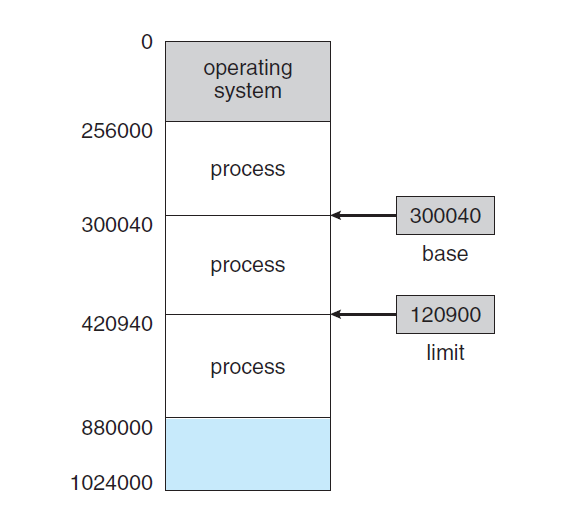 0
operating
system
256000
process
300040
300040
base
process
120900
420940
limit
process
880000
1024000